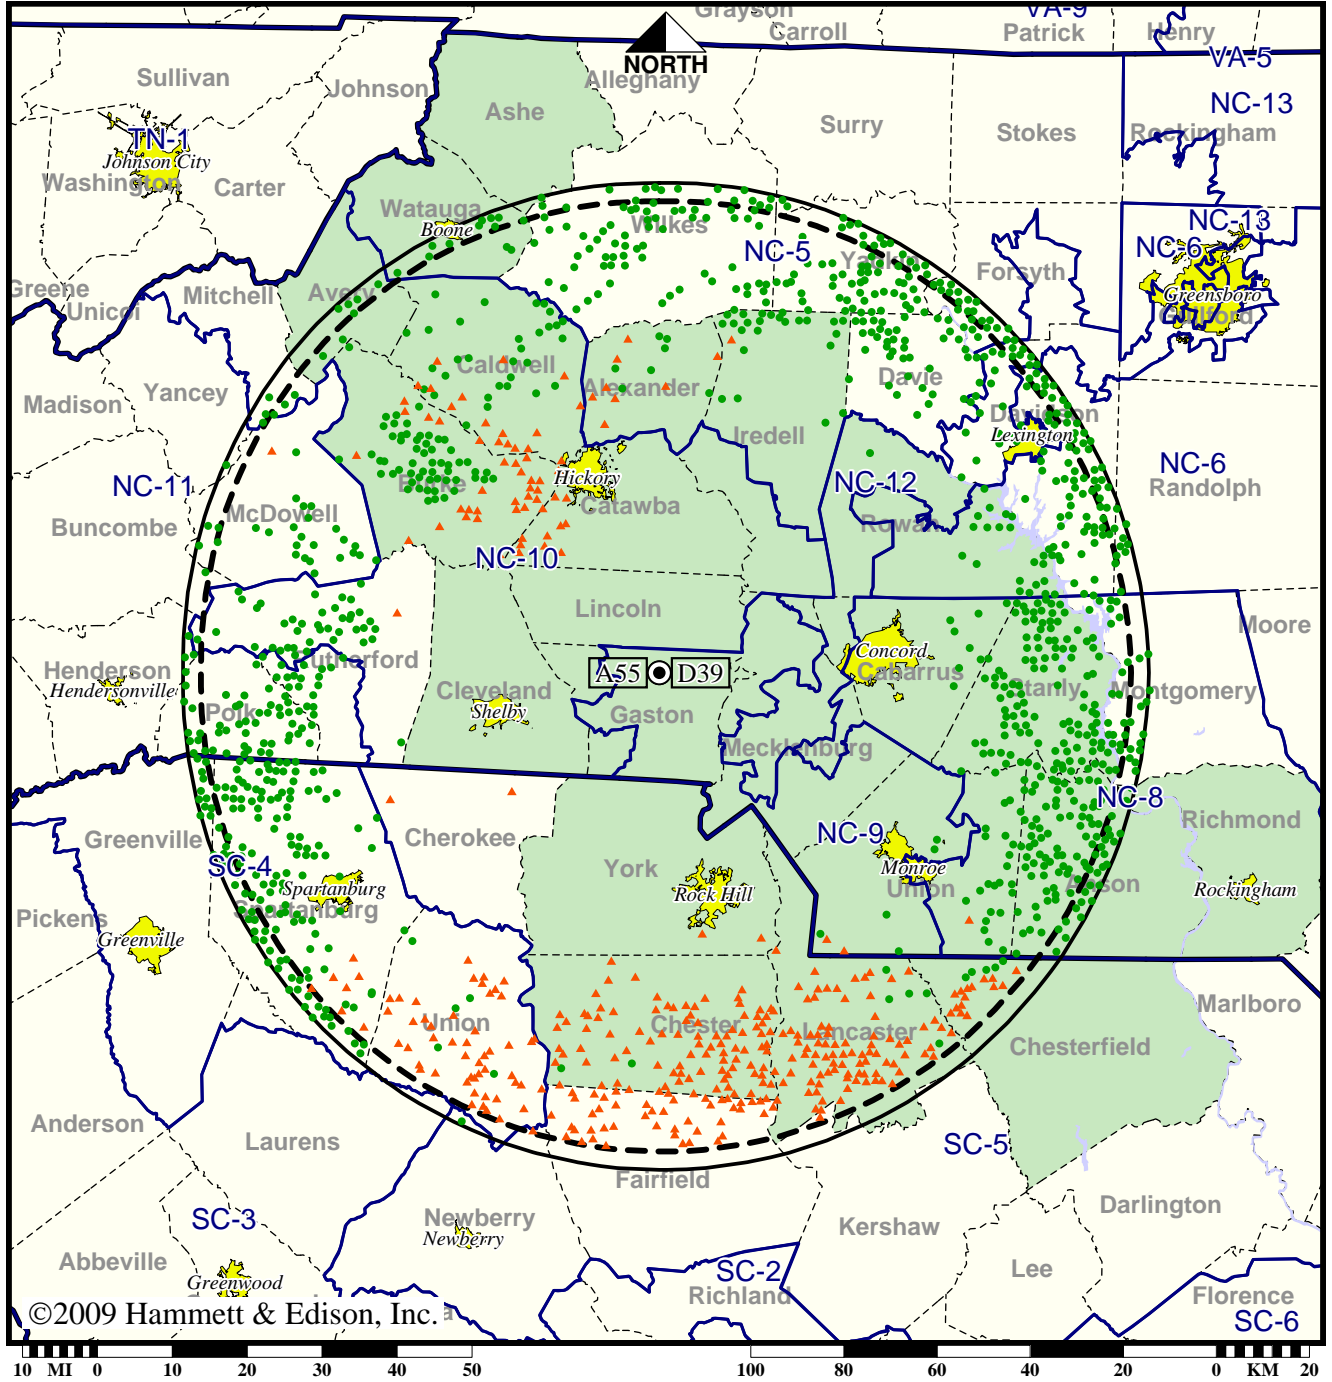 Grayson
VA-9
Carroll
Patrick
Henry
NORTH
VA-5
Sullivan
Johnson
Alleghany
Ashe
NC-13
Surry
Stokes
Rockingham
TN-1
Johnson City
Washington
Carter
Watauga
Boone
Wilkes
NC-5
NC-13
NC-6
Yadkin
Forsyth
Greene
Unicoi
Mitchell
Avery
Greensboro
Guilford
Caldwell
Alexander
Davie
Yancey
Madison
Iredell
Davidson
Lexington
NC-11
Burke
Hickory
Catawba
NC-12
NC-6
Randolph
Buncombe
McDowell
Rowan
NC-10
Lincoln
Moore
Henderson
Hendersonville
Rutherford
A55
D39
Concord
Cabarrus
Cleveland
Shelby
Gaston
Stanly
Montgomery
Polk
Mecklenburg
NC-8
Greenville
Cherokee
NC-9
Richmond
SC-4
York
Monroe
Union
Anson
Spartanburg
Spartanburg
Rock Hill
Rockingham
Pickens
Greenville
Marlboro
Union
Chester
Lancaster
Chesterfield
Anderson
Laurens
SC-5
Fairfield
SC-3
Newberry
Newberry
Kershaw
Darlington
Abbeville
Greenwood
SC-2
Richland
Lee
Florence
SC-6
©2009 Hammett & Edison, Inc.
10 MI 0 10 20 30 40 50
100 80 60 40 20 0 KM 20